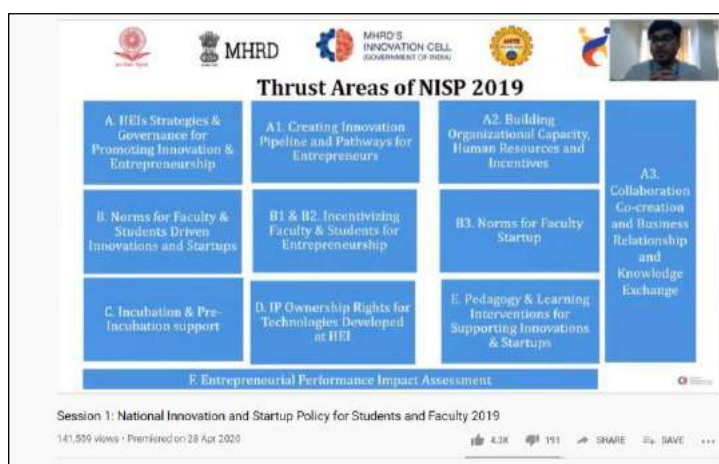 MHRD
MHRD'S
INNOVATION CELL
(GOVERNMENT OF INDIA)
Thrust Areas of NISP 2019
A. HEIs Strategies &
Governance for
Promoting Innovation &
Entrepreneurship
A1. Creating Innovation
Pipeline and Pathways for
Entrepreneurs
A2. Building
Organizational Capacity,
Human Resources and
Incentives
A3.
Collaboration
Co-creation
and Business
Relationship
and
Knowledge
Exchange
B. Norms for Faculty &
Students Driven
Innovations and Startups
B1 & B2. Incentivizing
Faculty & Students for
Entrepreneurship
B3. Norms for Faculty
Startup
C. Incubation & Pre-
Incubation support
D. IP Ownership Rights for
Technologies Developed
at HEI
E. Pedagogy & Learning
Interventions for
Supporting Innovations
& Startups
F. Entrepreneurial Performance Impact Assessment
Session 1: National Innovation and Startup Policy for Students and Faculty 2019
views • Premiered on 28 Apr 2020
4.3K 191 SHARE SAVE